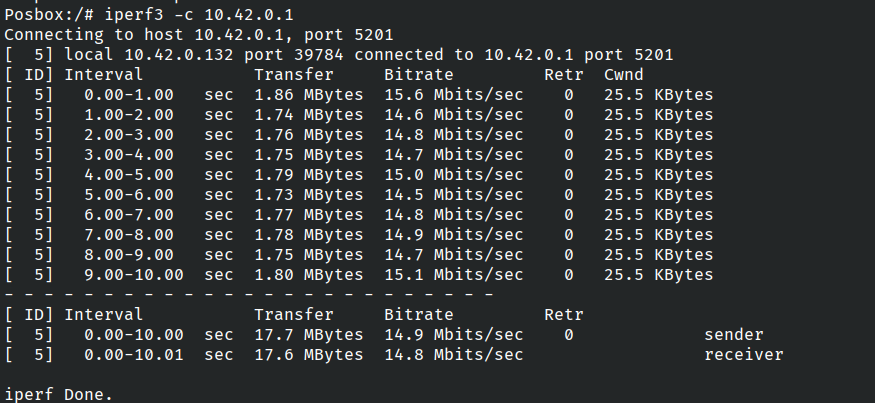 Posbox:/# iperf3 -c 10.42.0.1
Connecting to host 10.42.0.1, port 5201
[  5] local 10.42.0.132 port 39784 connected to 10.42.0.1 port 5201
[ ID] Interval           Transfer     Bitrate         Retr  Cwnd
[  5]   0.00-1.00   sec  1.86 MBytes  15.6 Mbits/sec    0   25.5 KBytes
[  5]   1.00-2.00   sec  1.74 MBytes  14.6 Mbits/sec    0   25.5 KBytes
[  5]   2.00-3.00   sec  1.76 MBytes  14.8 Mbits/sec    0   25.5 KBytes
[  5]   3.00-4.00   sec  1.75 MBytes  14.7 Mbits/sec    0   25.5 KBytes
[  5]   4.00-5.00   sec  1.79 MBytes  15.0 Mbits/sec    0   25.5 KBytes
[  5]   5.00-6.00   sec  1.73 MBytes  14.5 Mbits/sec    0   25.5 KBytes
[  5]   6.00-7.00   sec  1.77 MBytes  14.8 Mbits/sec    0   25.5 KBytes
[  5]   7.00-8.00   sec  1.78 MBytes  14.9 Mbits/sec    0   25.5 KBytes
[  5]   8.00-9.00   sec  1.75 MBytes  14.7 Mbits/sec    0   25.5 KBytes
[  5]   9.00-10.00  sec  1.80 MBytes  15.1 Mbits/sec    0   25.5 KBytes
- - - - - - - - - - - - - - - - - - - - - - - - -
[ ID] Interval           Transfer     Bitrate         Retr
[  5]   0.00-10.00  sec  17.7 MBytes  14.9 Mbits/sec    0             sender
[  5]   0.00-10.01  sec  17.6 MBytes  14.8 Mbits/sec                  receiver

iperf Done.